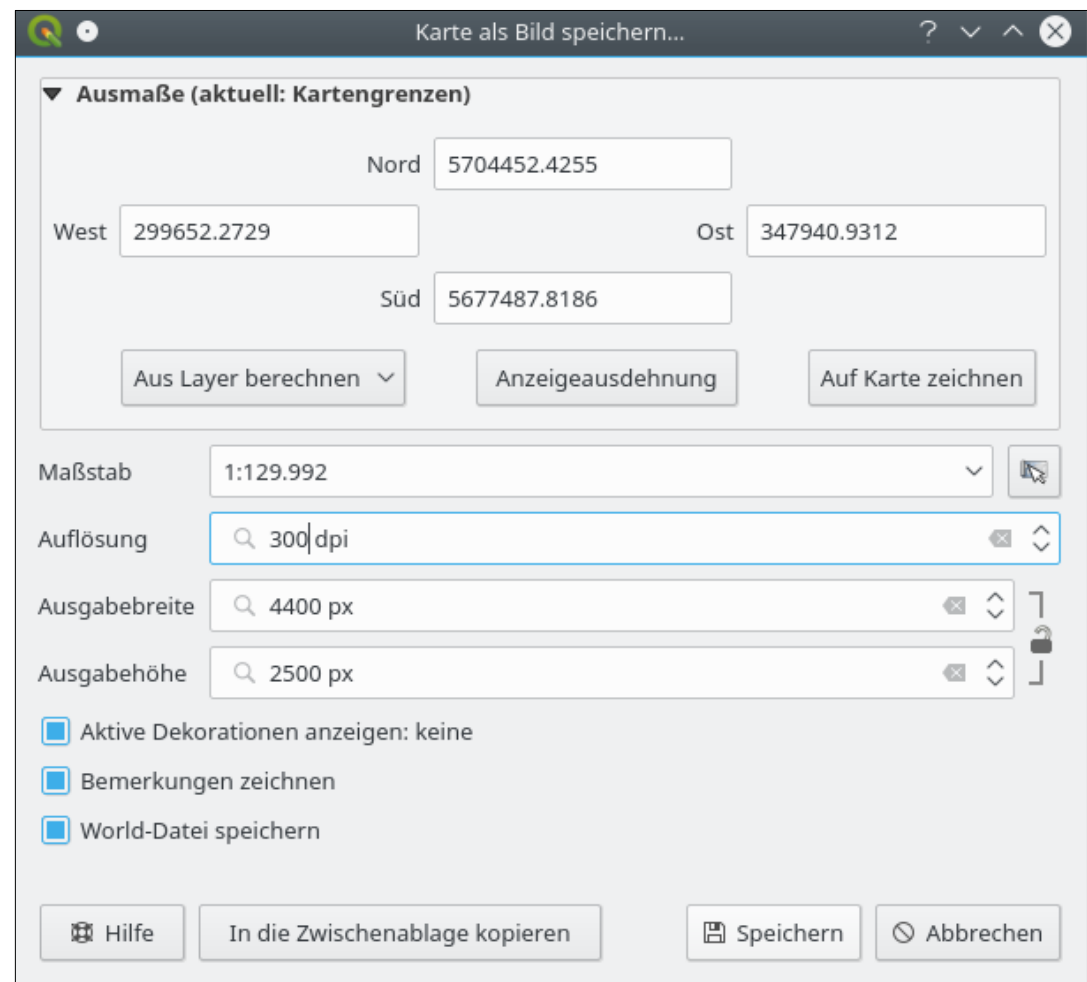 Karte als Bild speichern...
Ausmaße (aktuell: Kartengrenzen)
Nord 5704452.4255
West 299652.2729 Ost 347940.9312
Süd 5677487.8186
Aus Layer berechnen Anzeigeausdehnung Auf Karte zeichnen
Maßstab 1:129.992
Auflösung 300 dpi
Ausgabebreite 4400 px
Ausgabehöhe 2500 px
Aktive Dekorationen anzeigen: keine
Bemerkungen zeichnen
World-Datei speichern
Hilfe In die Zwischenablage kopieren Speichern Abbrechen